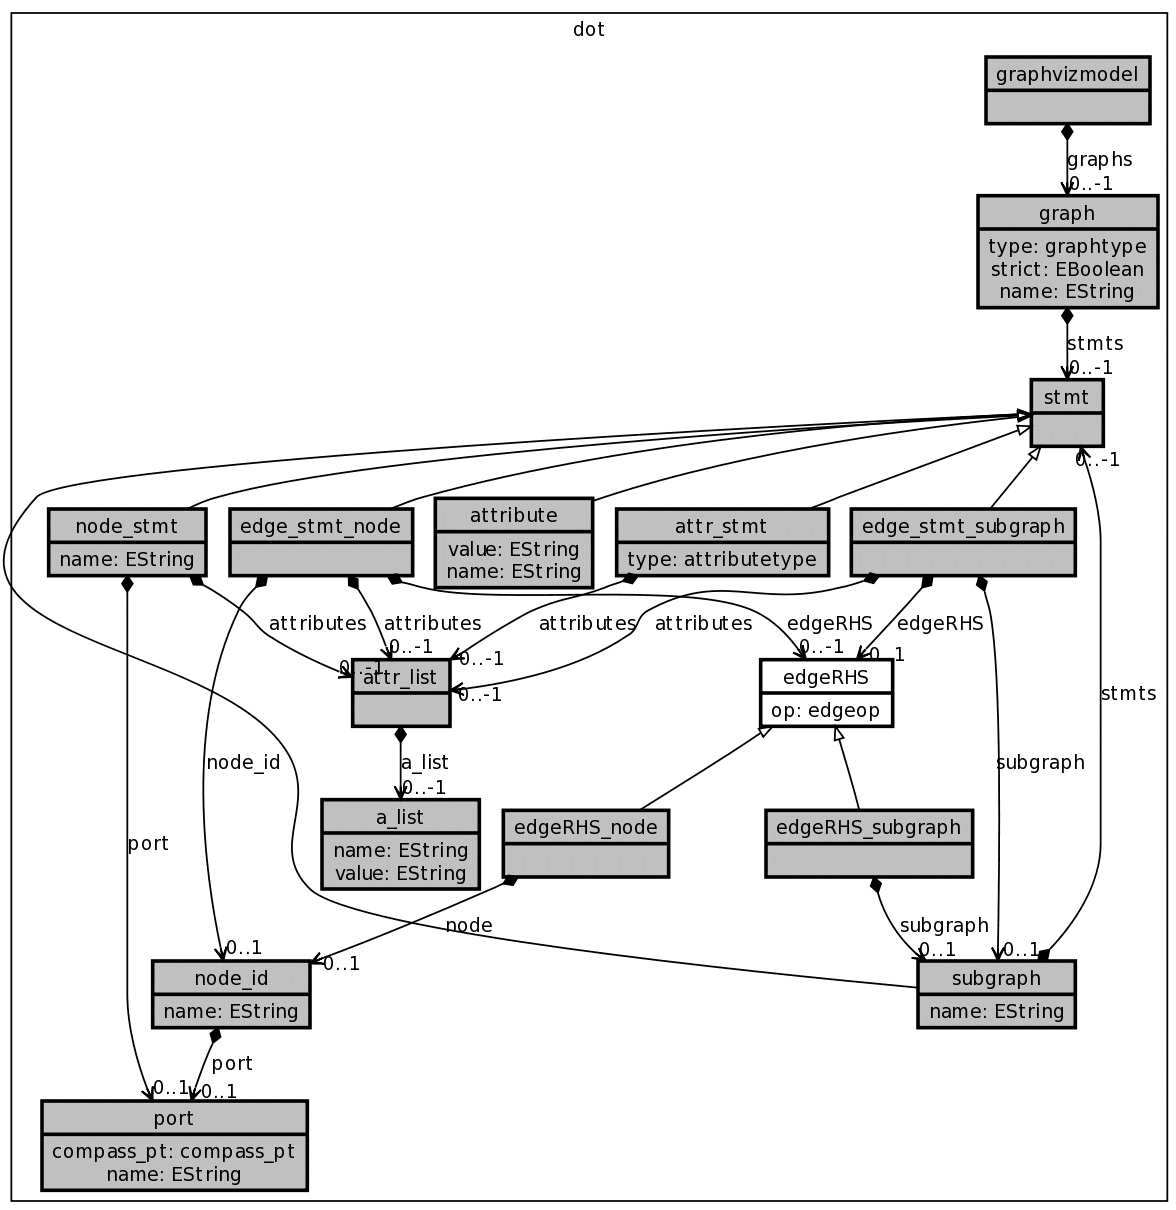 dot
graphvizmodel
graphs
0..-1
graph
type: graphtype
strict: EBoolean
name: EString
stmts
0..-1
stmt
0..-1
node_stmt
name: EString
edge_stmt_node
attribute
value: EString
name: EString
attr_stmt
type: attributetype
edge_stmt_subgraph
attributes
attributes
attributes
attributes
edgeRHS
edgeRHS
0..-1
0..-1
0..-1
0..-1
0..-1
0..1
attr_list
edgeRHS
op: edgeop
stmts
node_id
a_list
0..-1
subgraph
a_list
name: EString
value: EString
edgeRHS_node
edgeRHS_subgraph
port
node
subgraph
0..1
0..1
0..1
0..1
node_id
name: EString
subgraph
name: EString
port
0..1
0..1
port
compass_pt: compass_pt
name: EString